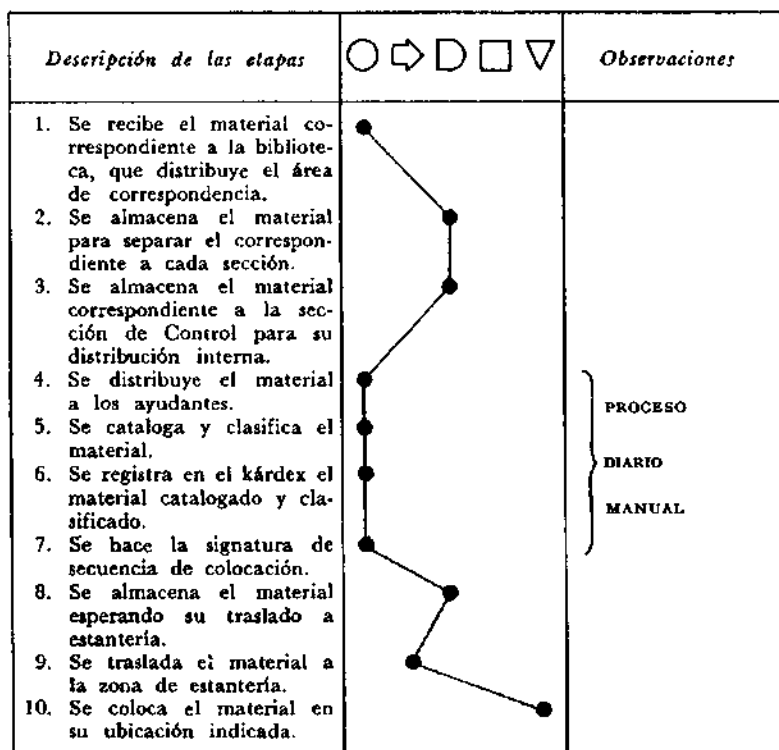 Descripción de las etapas
Observaciones
1. Se recibe el material co-
rrespondiente a la bibliote-
ca, que distribuye el área
de correspondencia.
2. Se almacena el material
para separar el correspon-
diente a cada sección.
3. Se almacena el material
correspondiente a la sec-
ción de Control para su
distribución interna.
4. Se distribuye el material
a los ayudantes.
5. Se cataloga y clasifica el
material.
6. Se registra en el kárdex el
material catalogado y cla-
sificado.
7. Se hace la signatura de
secuencia de colocación.
8. Se almacena el material
esperando su traslado a
estantería.
9. Se traslada el material a
la zona de estantería.
10. Se coloca el material en
su ubicación indicada.
PROCESO
DIARIO
MANUAL